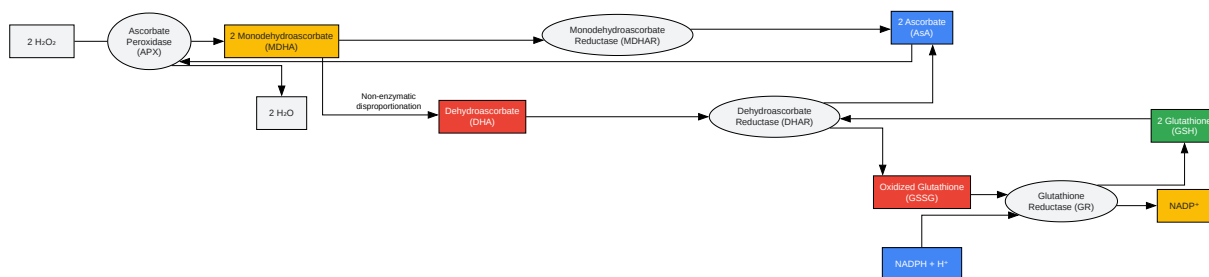 2 H₂O₂
Ascorbate
Peroxidase
(APX)
2 Monodehydroascorbate
(MDHA)
Monodehydroascorbate
Reductase (MDHAR)
2 Ascorbate
(AsA)
2 H₂O
Non-enzymatic
disproportionation
Dehydroascorbate
(DHA)
Dehydroascorbate
Reductase (DHAR)
2 Glutathione
(GSH)
Oxidized Glutathione
(GSSG)
Glutathione
Reductase (GR)
NADP⁺
NADPH + H⁺